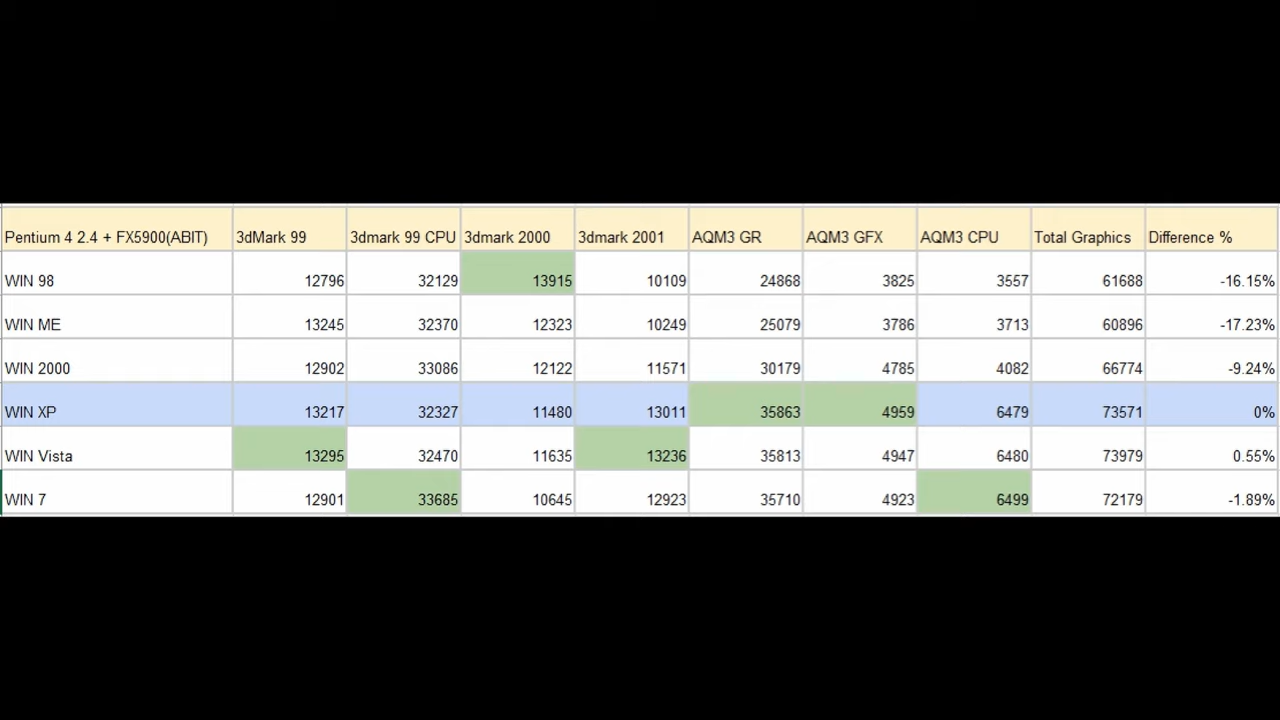 Pentium 4 2.4 + FX5900(ABIT) 3dMark 99 3dmark 99 CPU 3dmark 2000 3dmark 2001 AQM3 GR AQM3 GFX AQM3 CPU Total Graphics Difference %
WIN 98 12796 32129 13915 10109 24868 3825 3557 61688 -16.15%
WIN ME 13245 32370 12323 10249 25079 3786 3713 60896 -17.23%
WIN 2000 12902 33086 12122 11571 30179 4785 4082 66774 -9.24%
WIN XP 13217 32327 11480 13011 35863 4959 6479 73571 0%
WIN Vista 13295 32470 11635 13236 35813 4947 6480 73979 0.55%
WIN 7 12901 33685 10645 12923 35710 4923 6499 72179 -1.89%